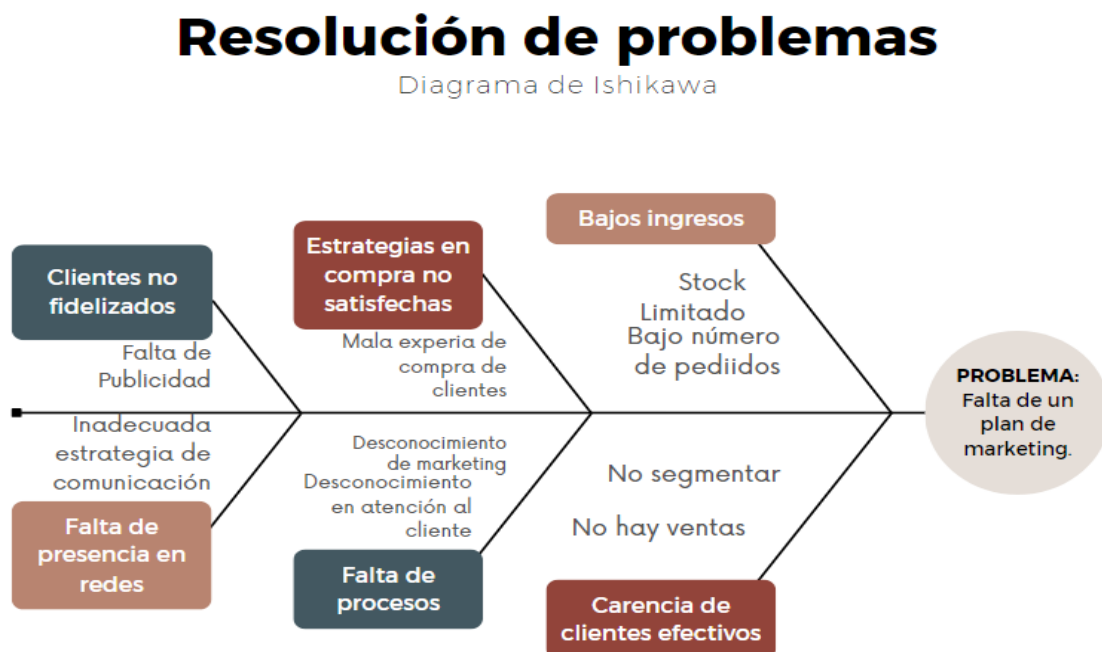 Resolución de problemas
Diagrama de Ishikawa
Clientes no
fidelizados
Falta de
Publicidad
Estrategias en
compra no
satisfechas
Mala experia de
compra de
clientes
Bajos ingresos
Stock
Limitado
Bajo número
de pediidos
PROBLEMA:
Falta de un
plan de
marketing.
Inadecuada
estrategia de
comunicación
Falta de
presencia en
redes
Desconocimiento
de marketing
Desconocimiento
en atención al
cliente
Falta de
procesos
No segmentar
No hay ventas
Carencia de
clientes efectivos